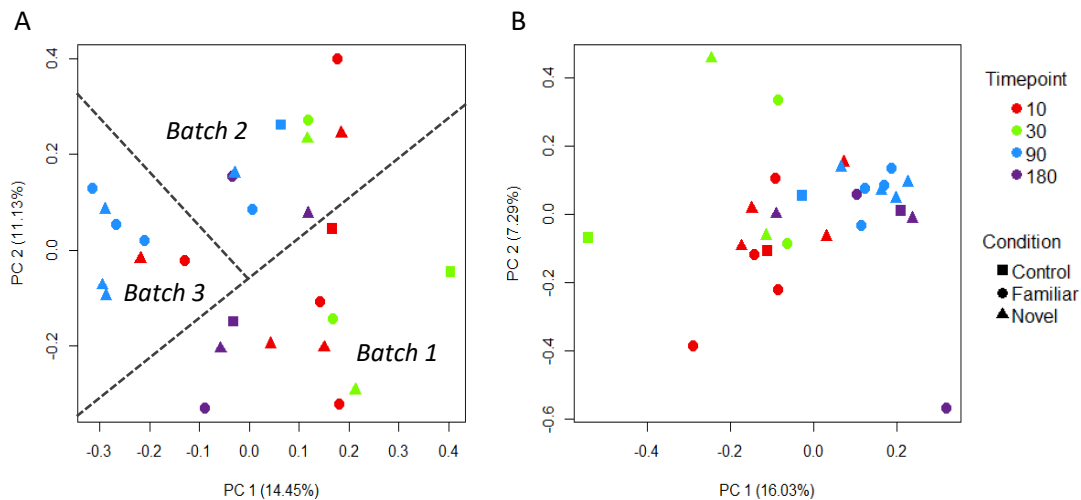 A
B
0.4
0.2
0.0
-0.2
PC 2 (11.13%)
Batch 2
Batch 3
Batch 1
-0.3
-0.2
-0.1
0.0
0.1
0.2
0.3
0.4
PC 1 (14.45%)
0.4
0.2
0.0
-0.2
-0.4
-0.6
PC 2 (7.29%)
-0.4
-0.2
0.0
0.2
PC 1 (16.03%)
Timepoint
10
30
90
180
Condition
Control
Familiar
Novel